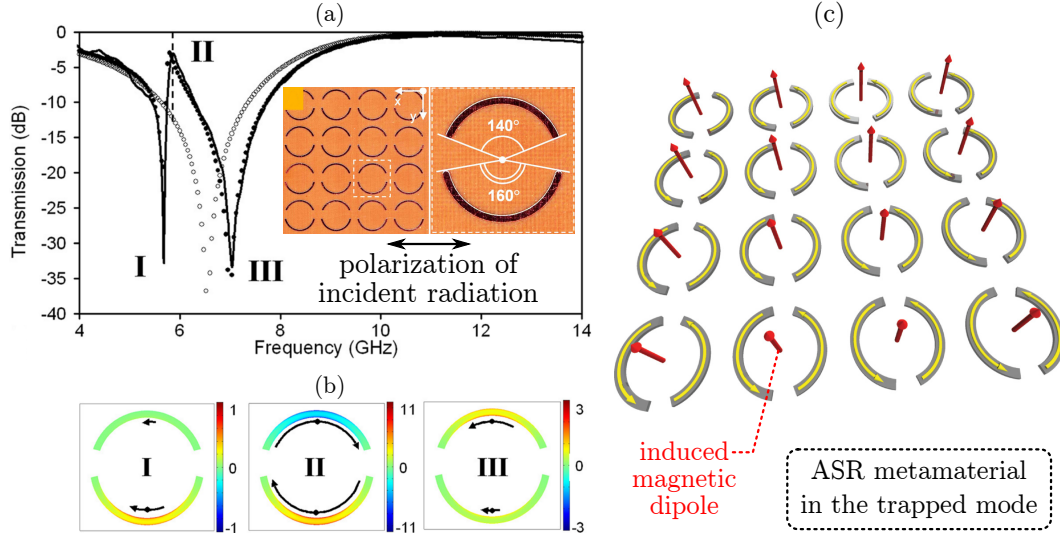 (a)
0
-5
-10
-15
-20
-25
-30
-35
-40
Transmission (dB)
4
6
8
10
12
14
Frequency (GHz)
I
II
III
x
y
140°
160°
polarization of
incident radiation
(b)
I
1
0
-1
II
11
0
-11
III
3
0
-3
(c)
induced
magnetic
dipole
ASR metamaterial
in the trapped mode